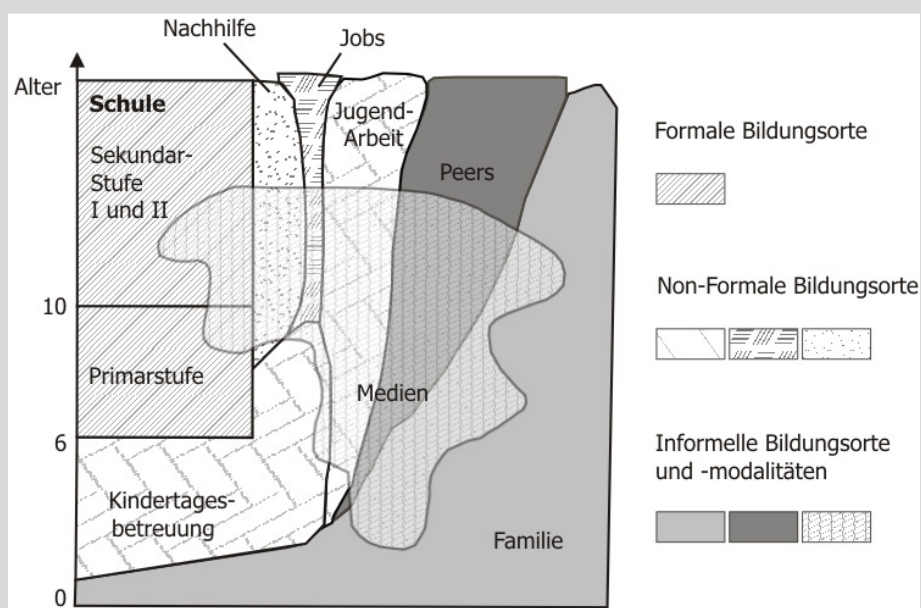 Nachhilfe
Jobs
Alter
Schule
Sekundar-
Stufe
I und II
Jugend-
Arbeit
Peers
10
Primarstufe
Medien
6
Kindertages-
betreuung
Familie
0
Formale Bildungsorte
Non-Formale Bildungsorte
Informelle Bildungsorte
und -modalitäten